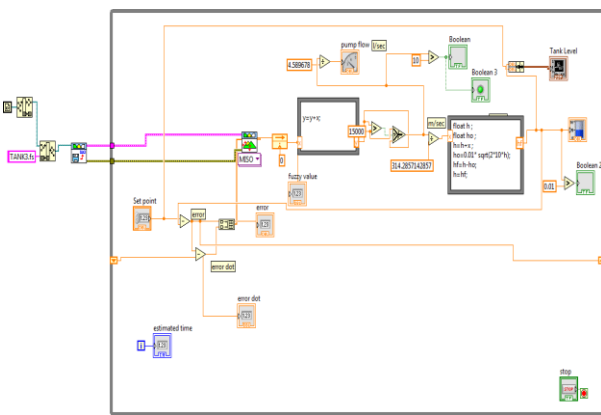 pump flow
l/sec
4.589678
10
Boolean
Boolean 3
Tank Level
y=y+x;
15000
m/sec
float h ;
float ho ;
h=h+x;
ho=0.01* sqrt(2*10*h);
hf=h-ho;
h=hf;
TANK3.fs
MISO
0
314.2857142857
fuzzy value
0.01
Boolean 2
Set point
error
error
error dot
error dot
estimated time
i
stop
STOP